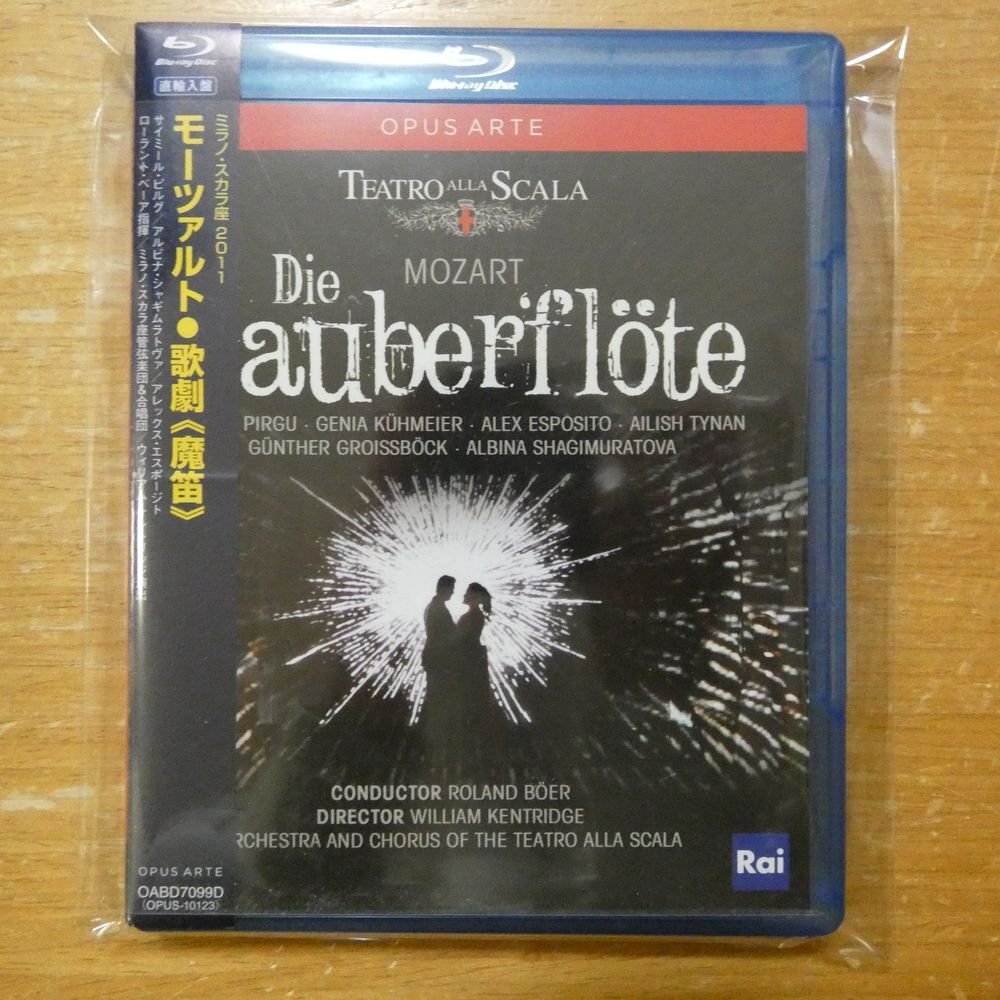 Blu-ray Disc
直輸入盤
ミラノ・スカラ座 2011
モーツァルト●歌劇《魔笛》
サイミール・ピルグ/アルビナ・シャギムラトヴァ/アレックス・エスポージト
ローラント・ベーア指揮/ミラノ・スカラ座管弦楽団&合唱団/ウィリアム
OPUS ARTE
OABD7099D
(OPUS-10123)
Blu-ray Disc
OPUS ARTE
TEATRO ALLA SCALA
MOZART
Die
auberflöte
PIRGU · GENIA KÜHMEIER · ALEX ESPOSITO · AILISH TYNAN
GÜNTHER GROISSBÖCK · ALBINA SHAGIMURATOVA
CONDUCTOR ROLAND BÖER
DIRECTOR WILLIAM KENTRIDGE
RCHESTRA AND CHORUS OF THE TEATRO ALLA SCALA
Rai